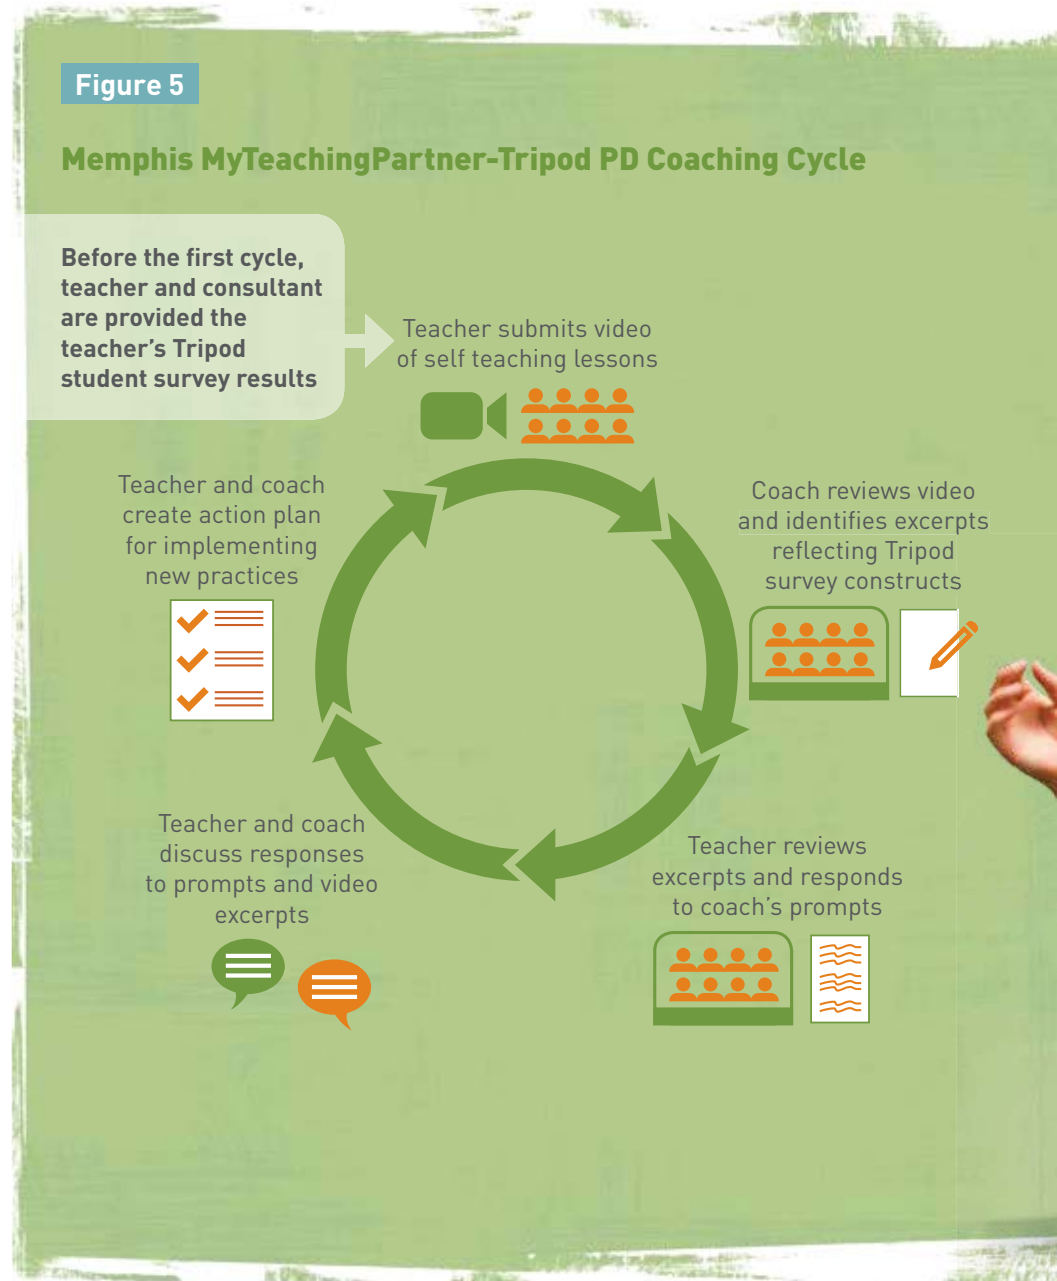 Figure 5
Memphis MyTeachingPartner-Tripod PD Coaching Cycle
Before the first cycle,
teacher and consultant
are provided the
teacher’s Tripod
student survey results
Teacher submits video
of self teaching lessons
Coach reviews video
and identifies excerpts
reflecting Tripod
survey constructs
Teacher reviews
excerpts and responds
to coach’s prompts
Teacher and coach
discuss responses
to prompts and video
excerpts
Teacher and coach
create action plan
for implementing
new practices